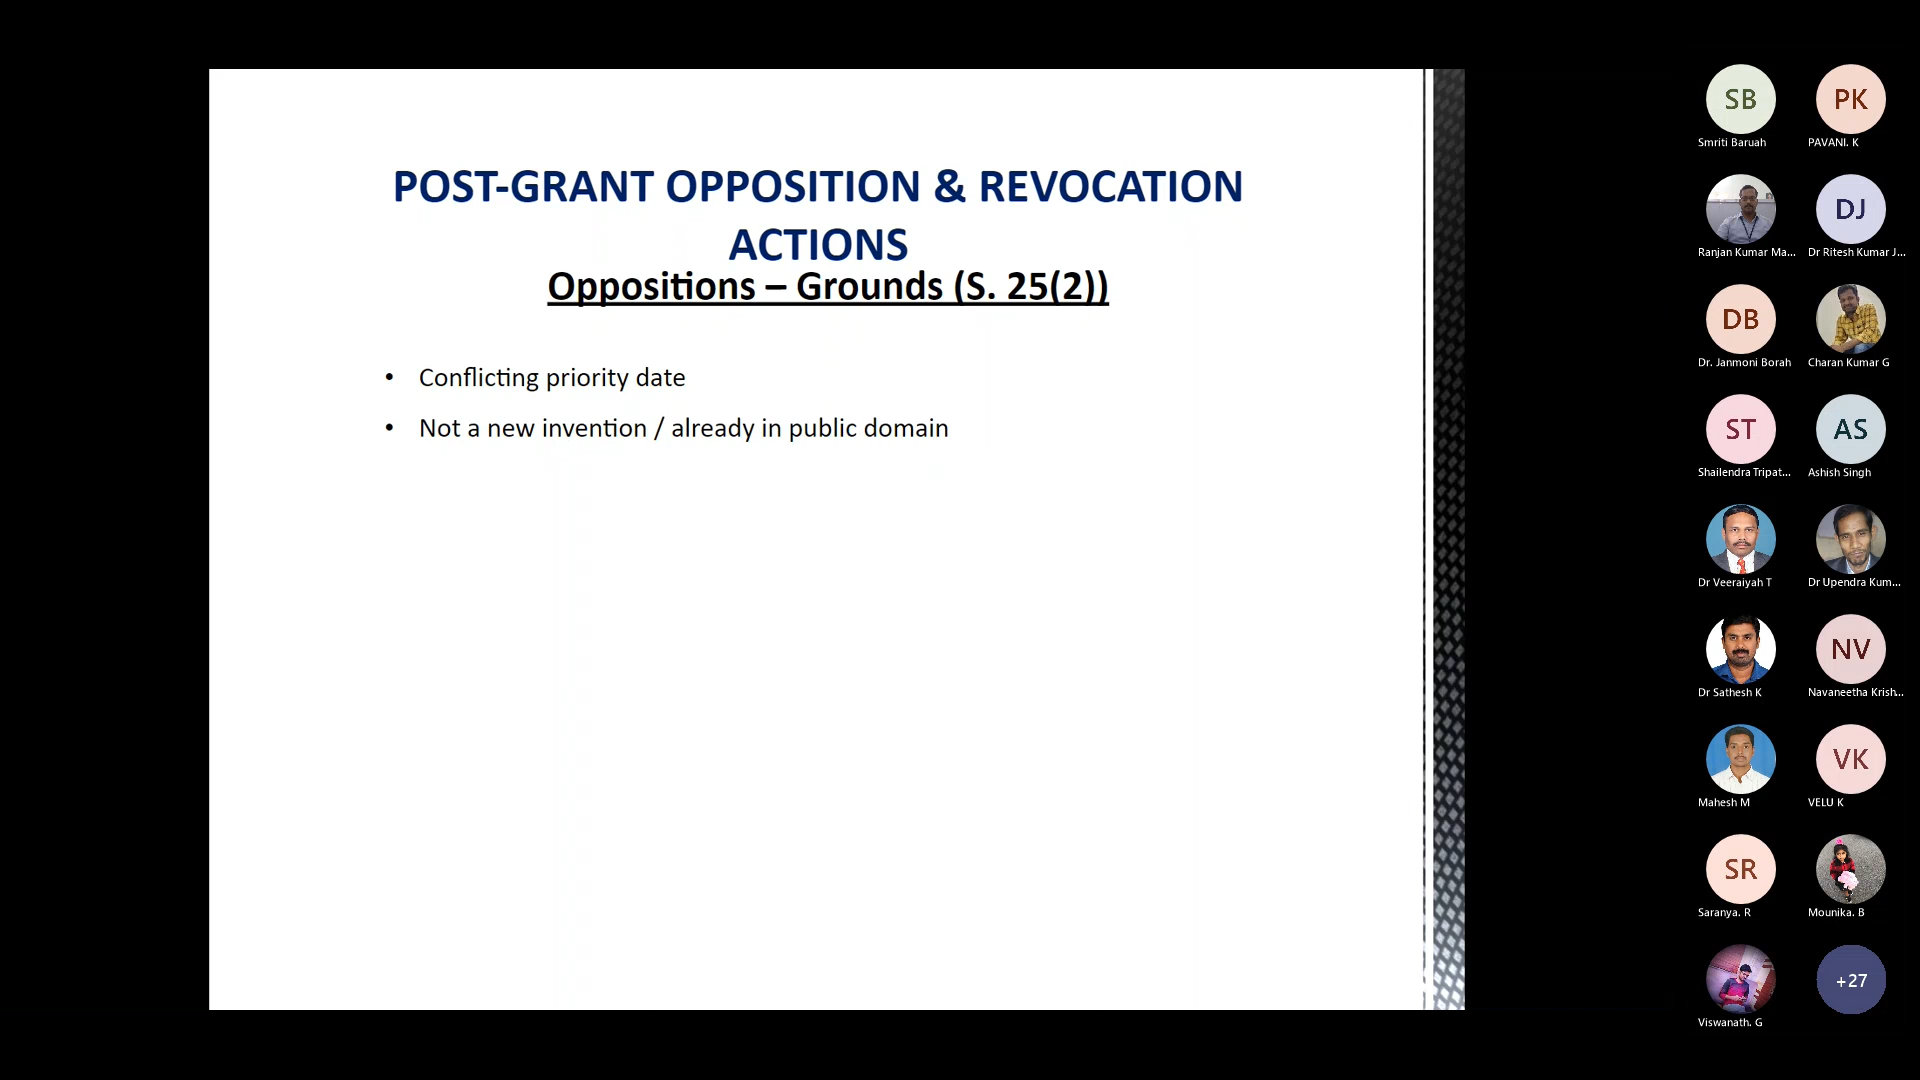 POST-GRANT OPPOSITION & REVOCATION
ACTIONS
Oppositions – Grounds (S. 25(2))
• Conflicting priority date
• Not a new invention / already in public domain
SB
Smriti Baruah
PK
PAVANI. K
Ranjan Kumar Ma...
DJ
Dr Ritesh Kumar J...
DB
Dr. Janmoni Borah
Charan Kumar G
ST
Shailendra Tripat...
AS
Ashish Singh
Dr Veeraiyah T
Dr Upendra Kum...
Dr Sathesh K
NV
Navaneetha Krish...
Mahesh M
VK
VELU K
SR
Saranya. R
Mounika. B
Viswanath. G
+27